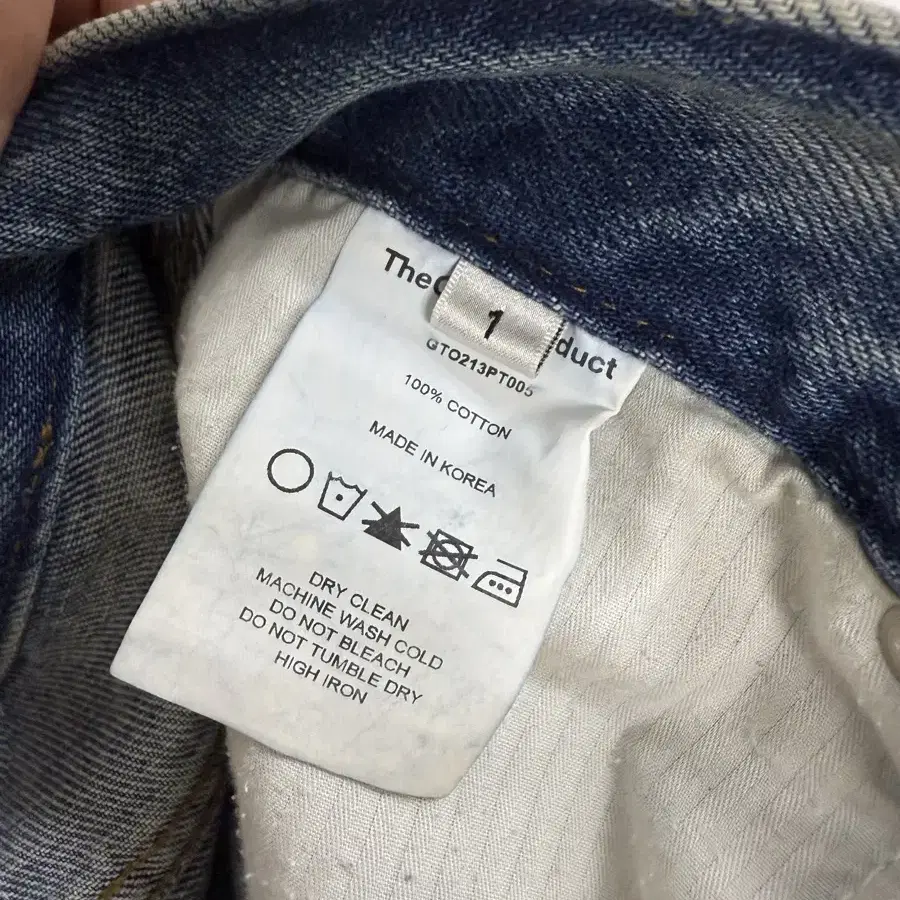 The
1
duct
GTO213PT005
100% COTTON
MADE IN KOREA
DRY CLEAN
MACHINE WASH COLD
DO NOT BLEACH
DO NOT TUMBLE DRY
HIGH IRON